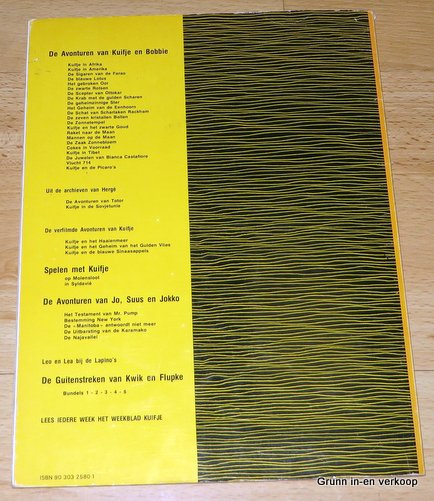 De Avonturen van Kuifje en Bobbie
Kuifje in Afrika
Kuifje in Amerika
De Sigaren van de Farao
De blauwe Lotus
Het gebroken Oor
De zwarte Rotsen
De Scepter van Ottokar
De Krab met de gulden Scharen
De geheimzinnige Ster
Het Geheim van de Eenhoorn
De Schat van Scharlaken Rackham
De zeven kristallen Bollen
De Zonnetempel
Kuifje en het zwarte Goud
Raket naar de Maan
Mannen op de Maan
De Zaak Zonnebloem
Cokes in Voorraad
Kuifje in Tibet
De Juwelen van Bianca Castafiore
Vlucht 714
Kuifje en de Picaro's
Uit de archieven van Hergé
De Avonturen van Totor
Kuifje in de Sovjetunie
De verfilmde Avonturen van Kuifje
Kuifje en het Haaienmeer
Kuifje en het Geheim van het Gulden Vlies
Kuifje en de blauwe Sinaasappels
Spelen met Kuifje
op Molensloot
in Syldavië
De Avonturen van Jo, Suus en Jokko
Het Testament van Mr. Pump
Bestemming New York
De «Manitoba» antwoordt niet meer
De Uitbarsting van de Karamako
De Najavallei
Leo en Lea bij de Lapino's
De Guitenstreken van Kwik en Flupke
Bundels 1 - 2 - 3 - 4 - 5
LEES IEDERE WEEK HET WEEKBLAD KUIFJE
ISBN 90 303 2580 1
Grunn in-en verkoop